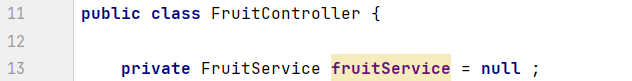 11 public class FruitController {
12
13 private FruitService fruitService = null ;